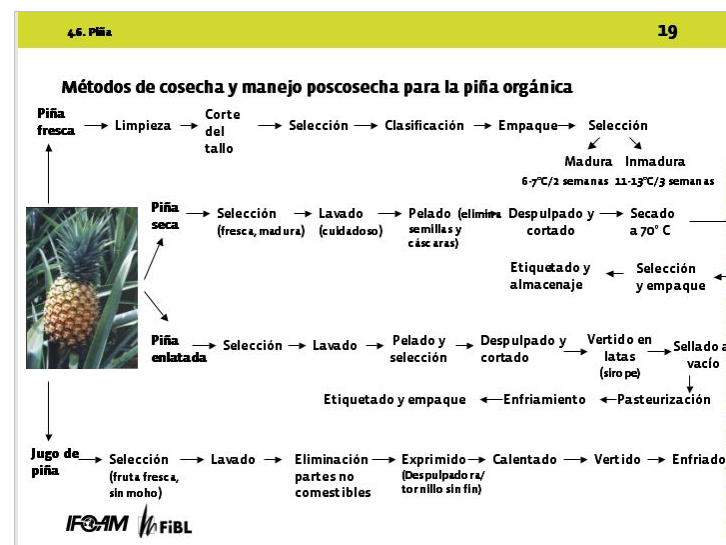 4.6. Piña
19
Métodos de cosecha y manejo poscosecha para la piña orgánica
Piña
fresca
Limpieza
Corte
del
tallo
Selección
Clasificación
Empaque
Selección
Madura
Inmadura
6-7°C/2 semanas
11-13°C/3 semanas
Piña
seca
Selección
(fresca, madura)
Lavado
(cuidadoso)
Pelado (elimina
semillas y
cáscaras)
Despulpado y
cortado
Secado
a 70° C
Etiquetado y
almacenaje
Selección
y empaque
Piña
enlatada
Selección
Lavado
Pelado y
selección
Despulpado y
cortado
Vertido en
latas
(sirope)
Sellado a
vacío
Etiquetado y empaque
Enfriamiento
Pasteurización
Jugo de
piña
Selección
(fruta fresca,
sin moho)
Lavado
Eliminación
partes no
comestibles
Exprimido
(Despulpadora/
tornillo sin fin)
Calentado
Vertido
Enfriado
IFOAM
FiBL